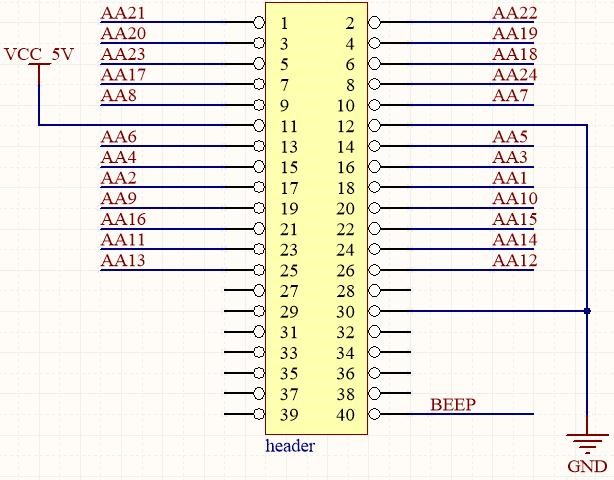 AA21 1 2 AA22
AA20 3 4 AA19
VCC_5V AA23 5 6 AA18
AA17 7 8 AA24
AA8 9 10 AA7
11 12
AA6 13 14 AA5
AA4 15 16 AA3
AA2 17 18 AA1
AA9 19 20 AA10
AA16 21 22 AA15
AA11 23 24 AA14
AA13 25 26 AA12
27 28
29 30
31 32
33 34
35 36
37 38
39 40 BEEP
header
GND